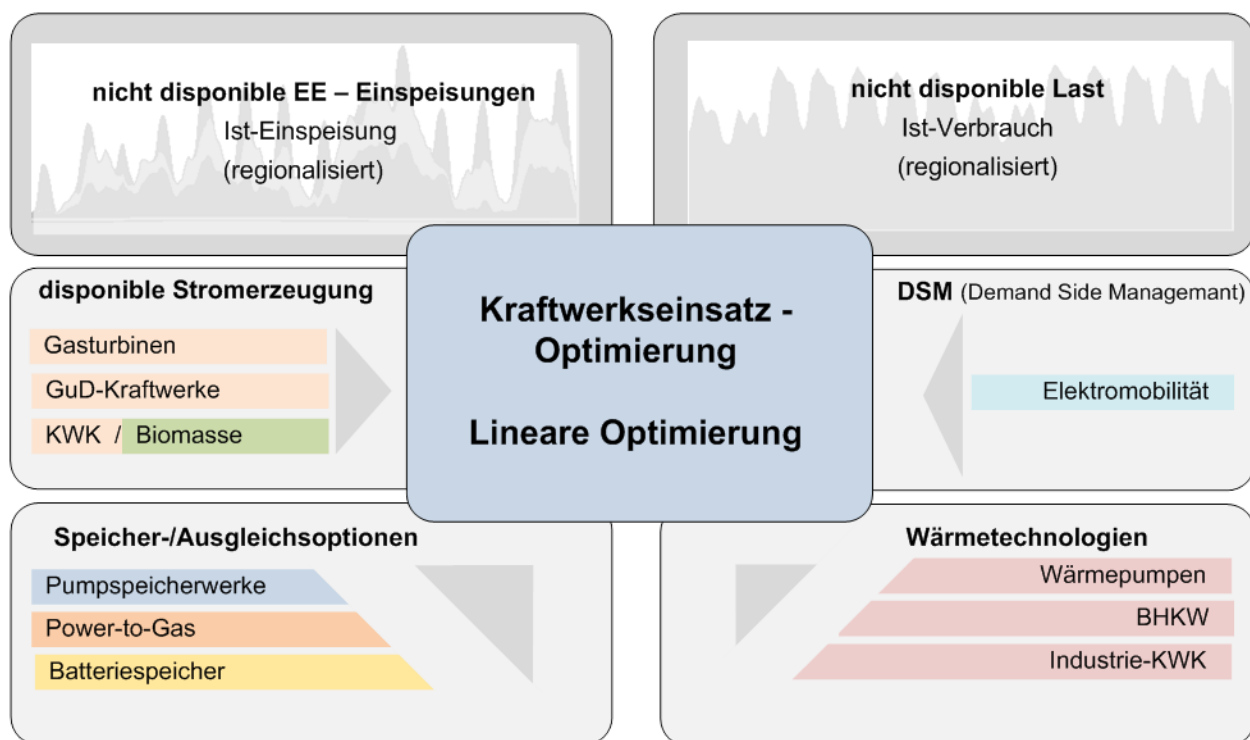 nicht disponible EE – Einspeisungen
Ist-Einspeisung
(regionalisiert)
nicht disponible Last
Ist-Verbrauch
(regionalisiert)
disponible Stromerzeugung
Gasturbinen
GuD-Kraftwerke
KWK / Biomasse
Kraftwerkseinsatz -
Optimierung
Lineare Optimierung
DSM (Demand Side Managemant)
Elektromobilität
Speicher-/Ausgleichsoptionen
Pumpspeicherwerke
Power-to-Gas
Batteriespeicher
Wärmetechnologien
Wärmepumpen
BHKW
Industrie-KWK